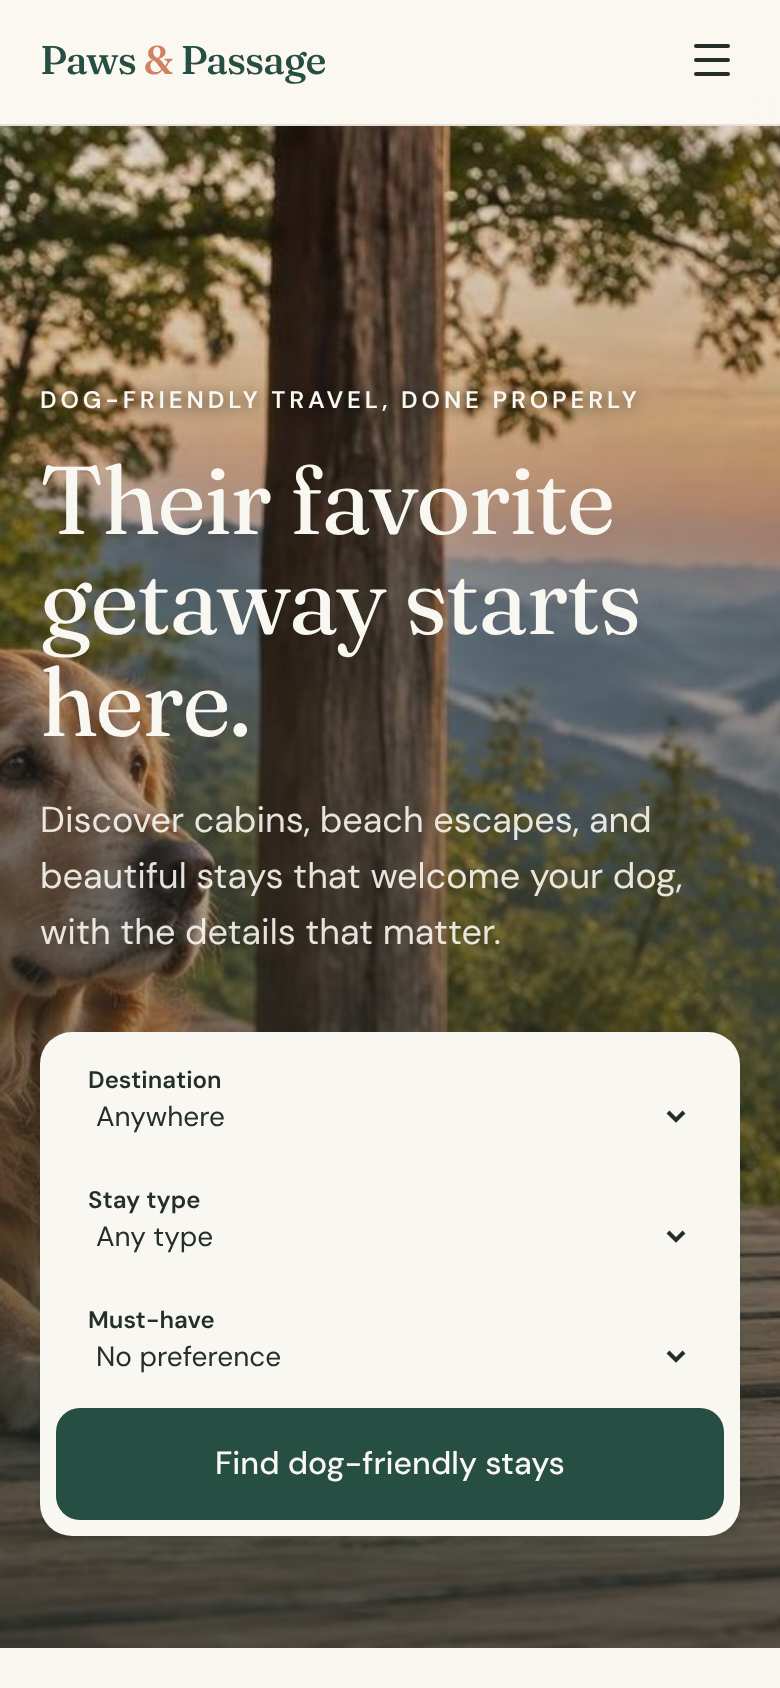 Paws & Passage
DOG-FRIENDLY TRAVEL, DONE PROPERLY
Their favorite
getaway starts
here.
Discover cabins, beach escapes, and
beautiful stays that welcome your dog,
with the details that matter.
Destination
Anywhere
Stay type
Any type
Must-have
No preference
Find dog-friendly stays